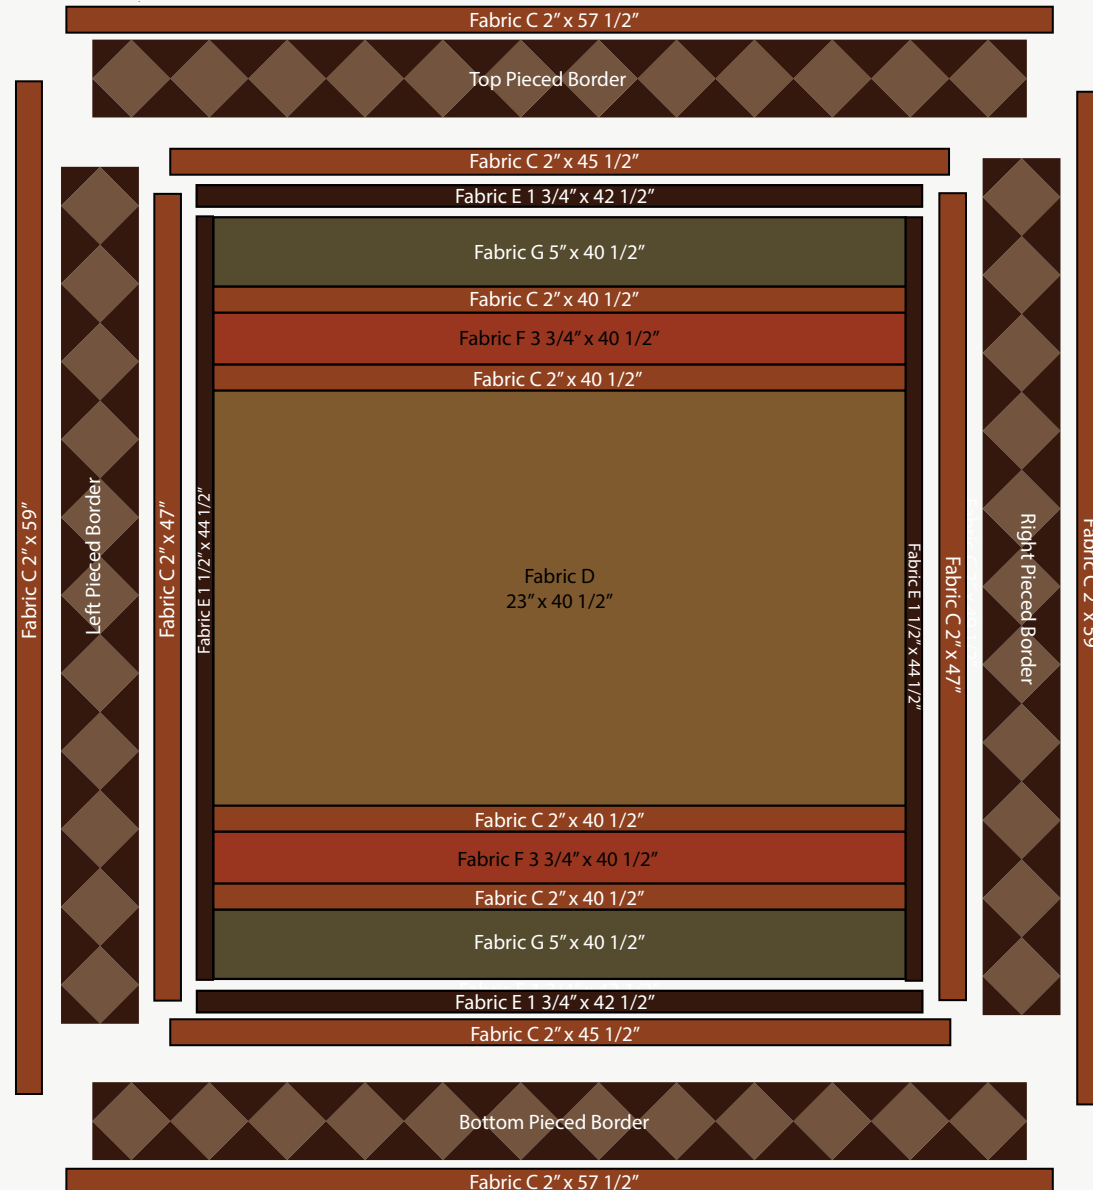 Fabric C 2” x 57 1/2”
Top Pieced Border
Fabric C 2” x 45 1/2”
Fabric E 1 3/4” x 42 1/2”
Fabric G 5” x 40 1/2”
Fabric C 2” x 40 1/2”
Fabric F 3 3/4” x 40 1/2”
Fabric C 2” x 40 1/2”
Fabric C 2” x 59”
Left Pieced Border
Fabric C 2” x 47”
Fabric E 1 1/2” x 44 1/2”
Fabric D
23” x 40 1/2”
Fabric E 1 1/2” x 44 1/2”
Fabric C 2” x 47”
Right Pieced Border
Fabric C 2” x 59
Fabric C 2” x 40 1/2”
Fabric F 3 3/4” x 40 1/2”
Fabric C 2” x 40 1/2”
Fabric G 5” x 40 1/2”
Fabric E 1 3/4” x 42 1/2”
Fabric C 2” x 45 1/2”
Bottom Pieced Border
Fabric C 2” x 57 1/2”